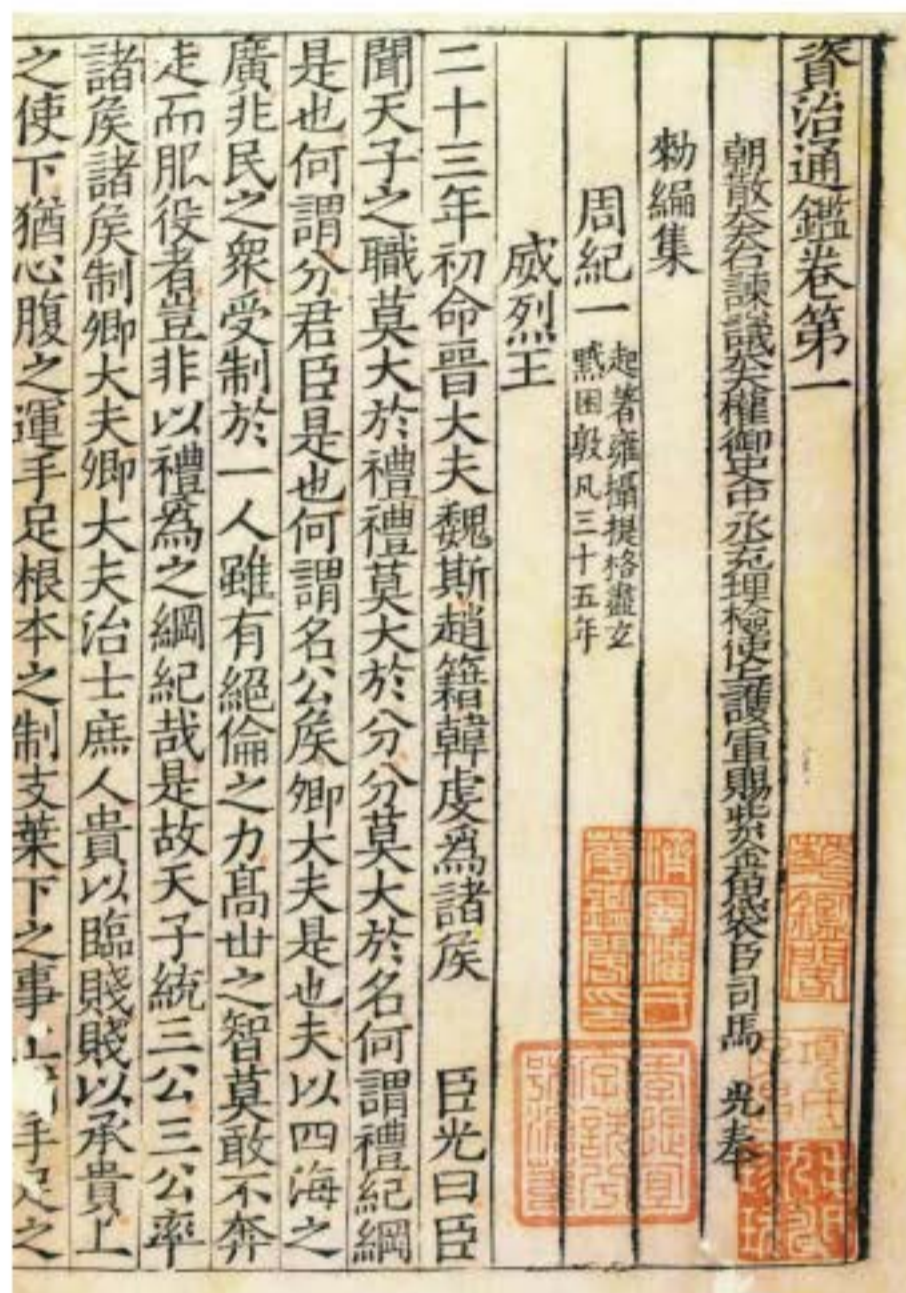 資治通鑑卷第一
朝散大夫右諫議大夫權御史中丞充理檢使上護軍賜紫金魚袋臣司馬 光奉
勑編集
周紀一 起著雍攝提格盡玄
黓困敦凡三十五年
威烈王
二十三年初命晉大夫魏斯趙籍韓虔爲諸矦 臣光曰臣
聞天子之職莫大於禮禮莫大於分分莫大於名何謂禮紀綱
是也何謂分君臣是也何謂名公矦卿大夫是也夫以四海之
廣非民之衆受制於一人雖有絕倫之力髙丗之智莫敢不奔
走而服役者豈非以禮爲之綱紀哉是故天子統三公三公率
諸矦諸矦制卿大夫卿大夫治士庶人貴以臨賤賤以承貴上
之使下猶心腹之運手足根本之制支葉下之事上 手足之